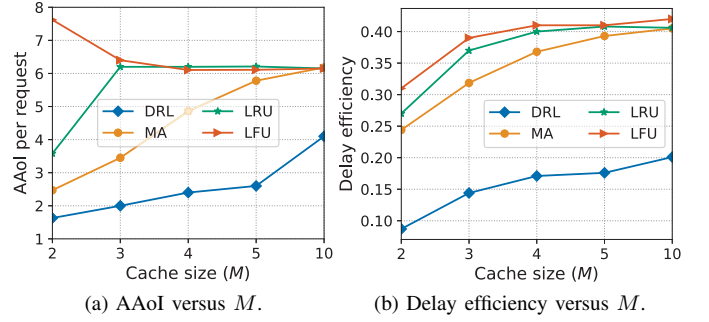 8
7
6
5
4
3
2
1
AAoI per request
DRL LRU
MA LFU
2 3 4 5 10
Cache size (M)
(a) AAoI versus M.
0.40
0.35
0.30
0.25
0.20
0.15
0.10
Delay efficiency
DRL LRU
MA LFU
2 3 4 5 10
Cache size (M)
(b) Delay efficiency versus M.